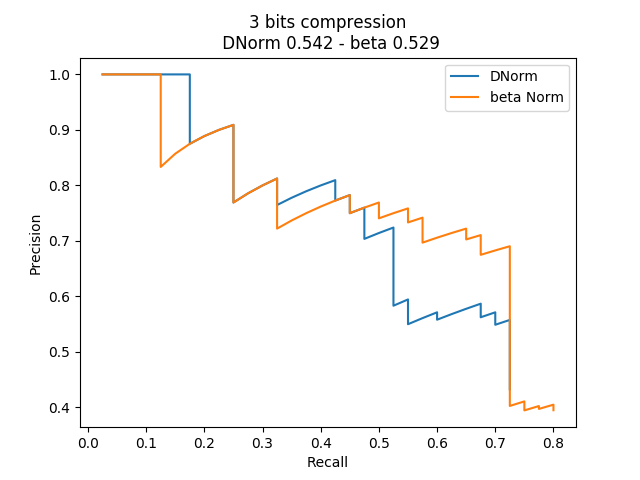 3 bits compression
DNorm 0.542 - beta 0.529
DNorm
beta Norm
1.0
0.9
0.8
0.7
0.6
0.5
0.4
Precision
0.0 0.1 0.2 0.3 0.4 0.5 0.6 0.7 0.8
Recall